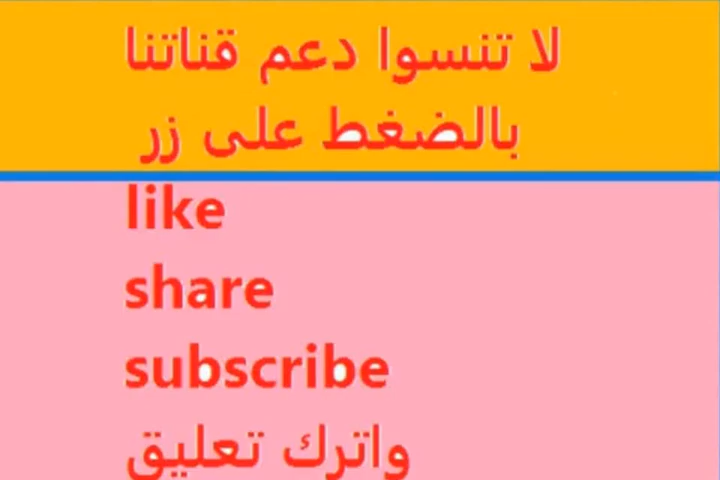 لا تنسوا دعم قناتنا
بالضغط على زر
like
share
subscribe
واترك تعليق